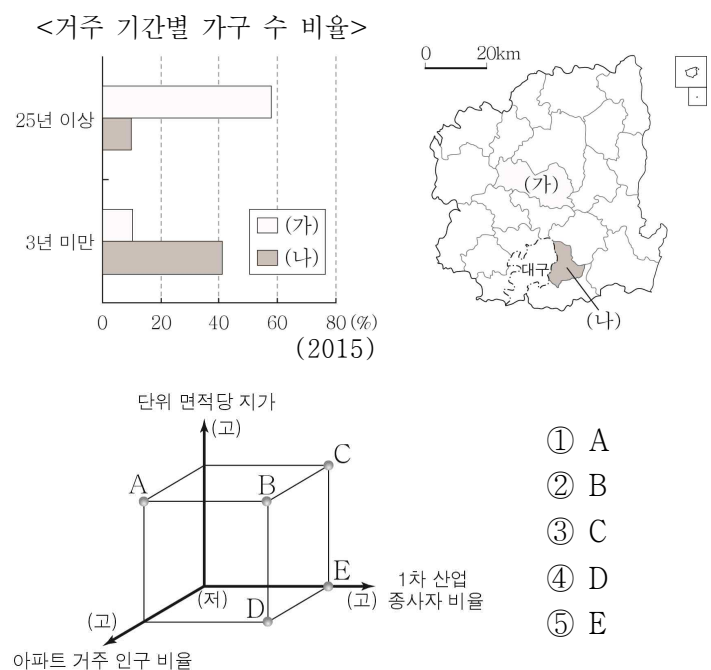 <거주 기간별 가구 수 비율>
25년 이상
3년 미만
(가)
(나)
0 20 40 60 80(%)
(2015)
0 20km
(가)
대구
(나)
단위 면적당 지가
(고)
A
B
C
D
E
(저)
(고)
1차 산업
종사자 비율
(고)
아파트 거주 인구 비율
① A
② B
③ C
④ D
⑤ E